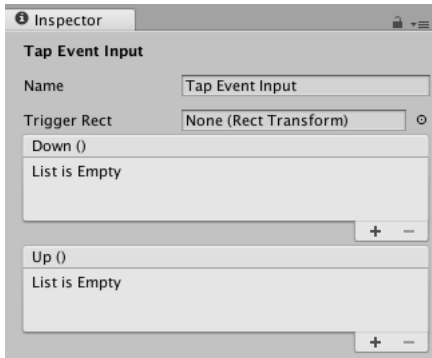 Inspector
Tap Event Input
Name Tap Event Input
Trigger Rect None (Rect Transform)
Down ()
List is Empty
Up ()
List is Empty